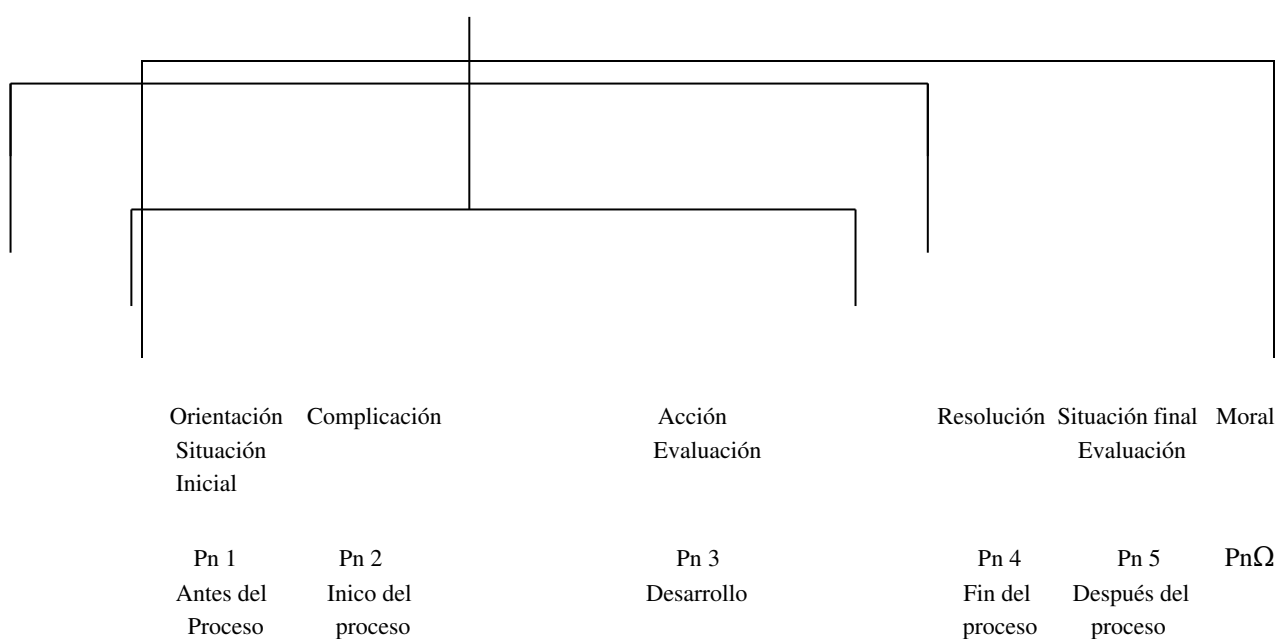 Orientación Complicación Acción Resolución Situación final Moral
Situación Evaluación Evaluación
Inicial
Pn 1 Pn 2 Pn 3 Pn 4 Pn 5 PnΩ
Antes del Inico del Desarrollo Fin del Después del
Proceso proceso proceso proceso